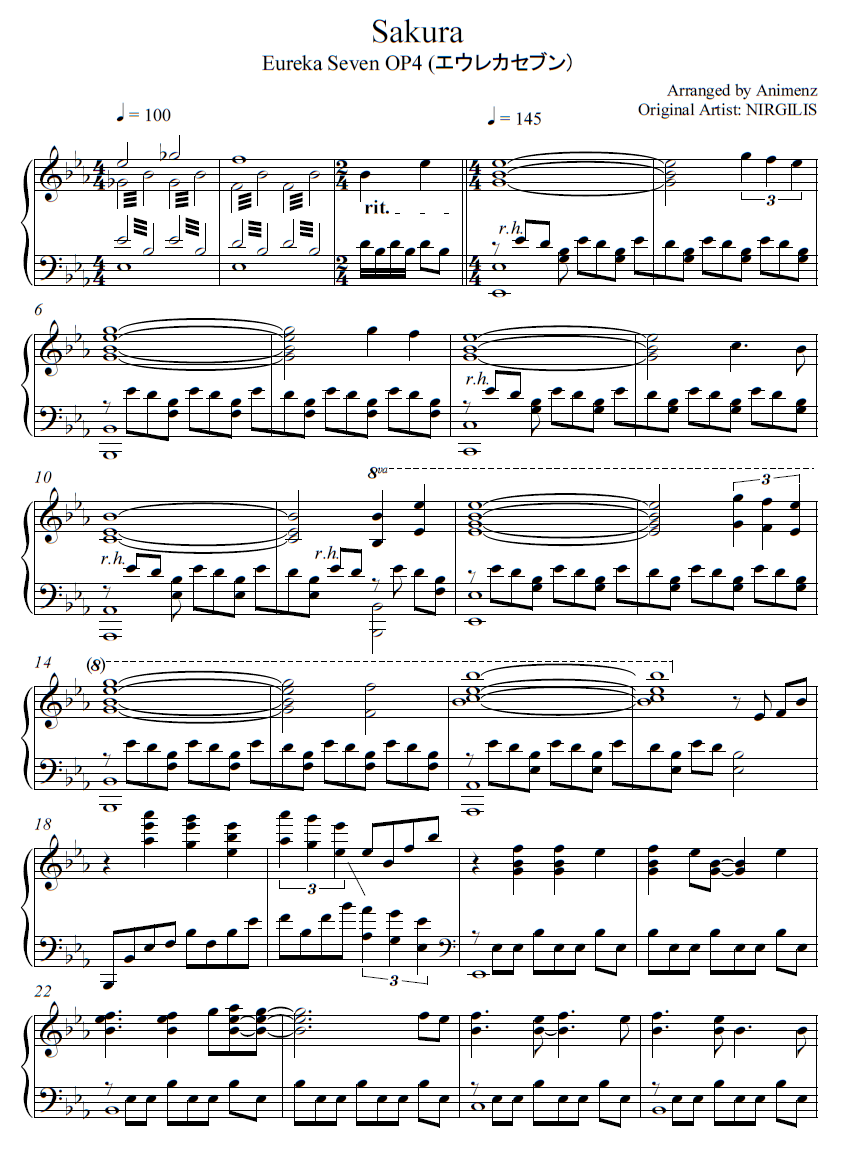 Sakura
Eureka Seven OP4 (エウレカセブン)
Arranged by Animenz
Original Artist: NIRGILIS
♩ = 100
♩ = 145
rit.
3
r.h.
6
r.h.
10
8va
3
r.h.
r.h.
14
(8)
18
3
3
22